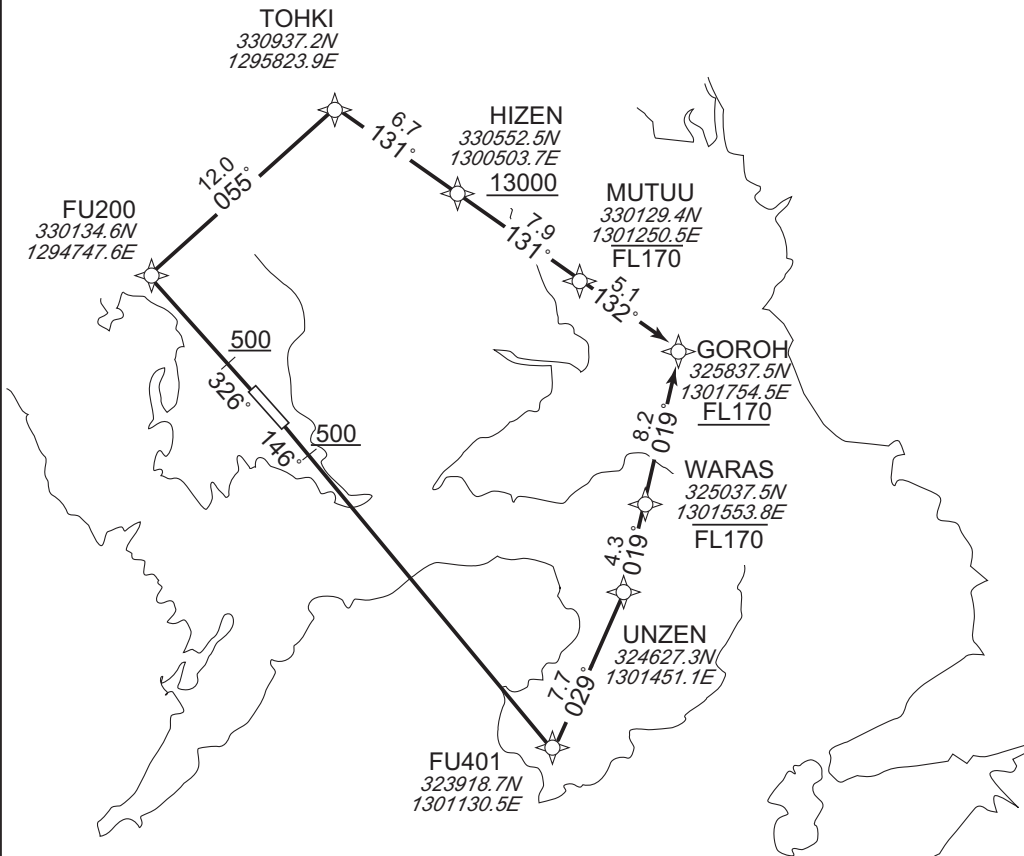 TOHKI
330937.2N
1295823.9E
6.7
131°
HIZEN
330552.5N
1300503.7E
13000
12.0
055°
FU200
330134.6N
1294747.6E
~
7.9
131°
MUTUU
330129.4N
1301250.5E
FL170
5.1
132°
500
326°
146°
500
GOROH
325837.5N
1301754.5E
FL170
8.2
019°
WARAS
325037.5N
1301553.8E
FL170
4.3
019°
UNZEN
324627.3N
1301451.1E
7.7
029°
FU401
323918.7N
1301130.5E